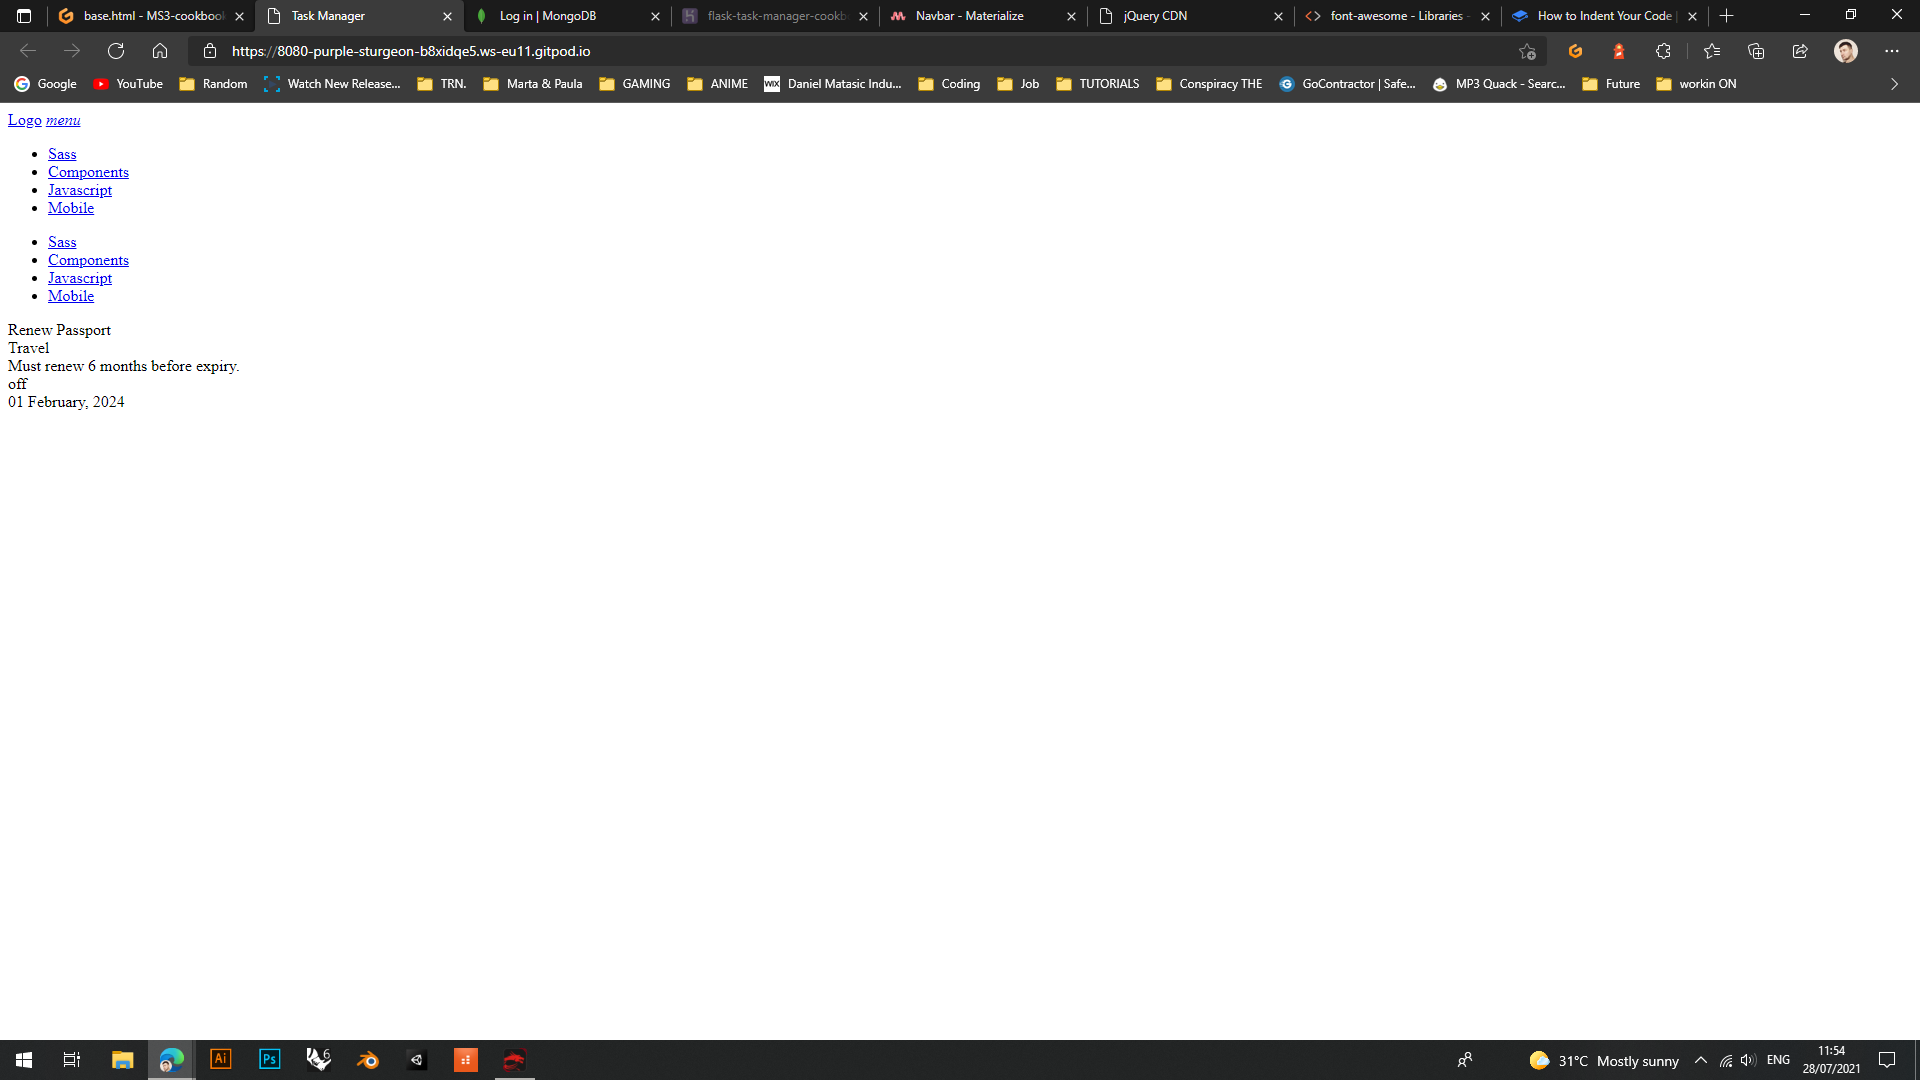 base.html - MS3-cookbook
Task Manager
Log in | MongoDB
flask-task-manager-cookb
Navbar - Materialize
jQuery CDN
font-awesome - Libraries -
How to Indent Your Code |
https://8080-purple-sturgeon-b8xidqe5.ws-eu11.gitpod.io
Google
YouTube
Random
Watch New Release...
TRN.
Marta & Paula
GAMING
ANIME
WIX
Daniel Matasic Indu...
Coding
Job
TUTORIALS
Conspiracy THE
GoContractor | Safe...
MP3 Quack - Searc...
Future
workin ON
Logo menu
Sass
Components
Javascript
Mobile
Sass
Components
Javascript
Mobile
Renew Passport
Travel
Must renew 6 months before expiry.
off
01 February, 2024
Ai
Ps
6
31°C Mostly sunny
ENG
11:54
28/07/2021